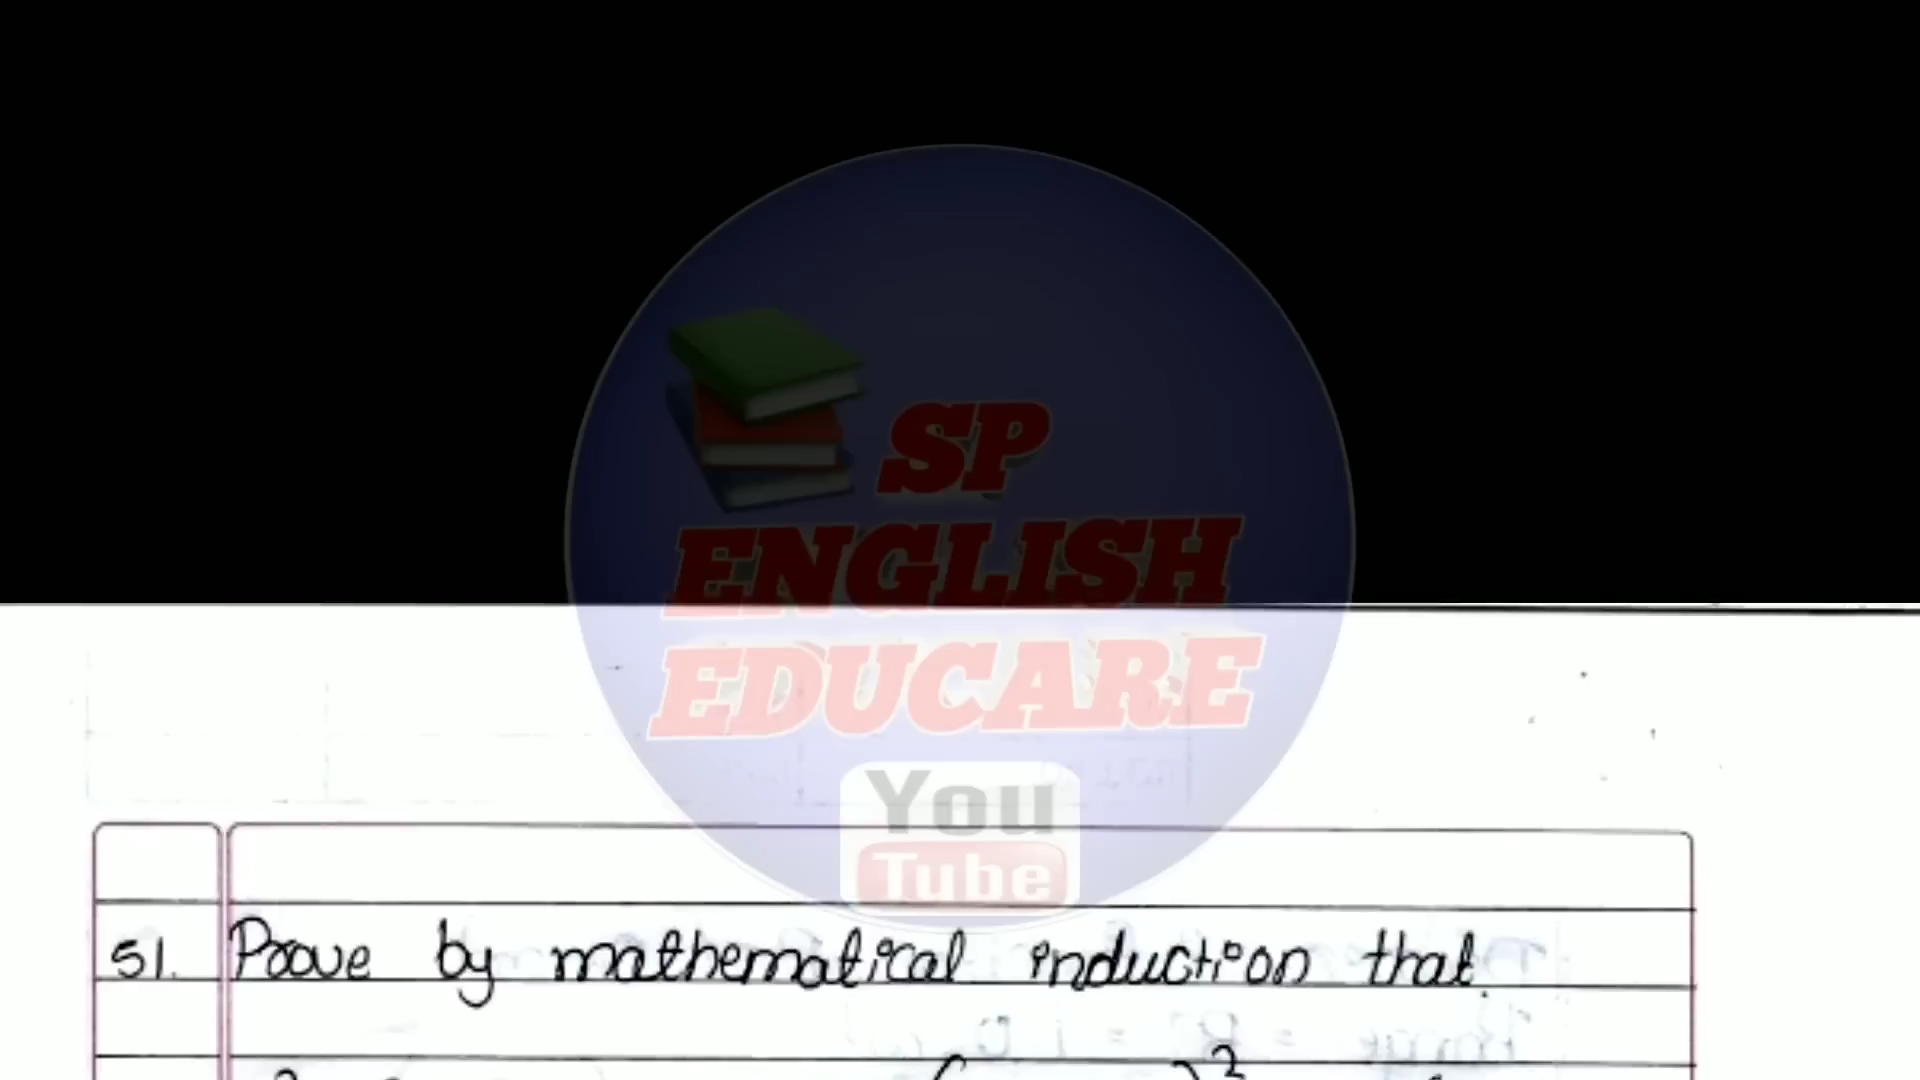 SP
ENGLISH
EDUCARE
You
Tube
51. Prove by mathematical induction that